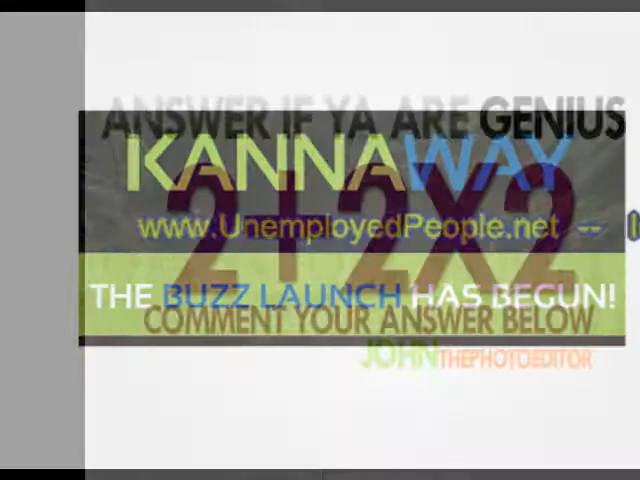 ANSWER IF YA ARE GENIUS
KANNAWAY
2+2X2
www.UnemployedPeople.net --
THE BUZZ LAUNCH HAS BEGUN!
COMMENT YOUR ANSWER BELOW
JOHNTHEPHOTOEDITOR